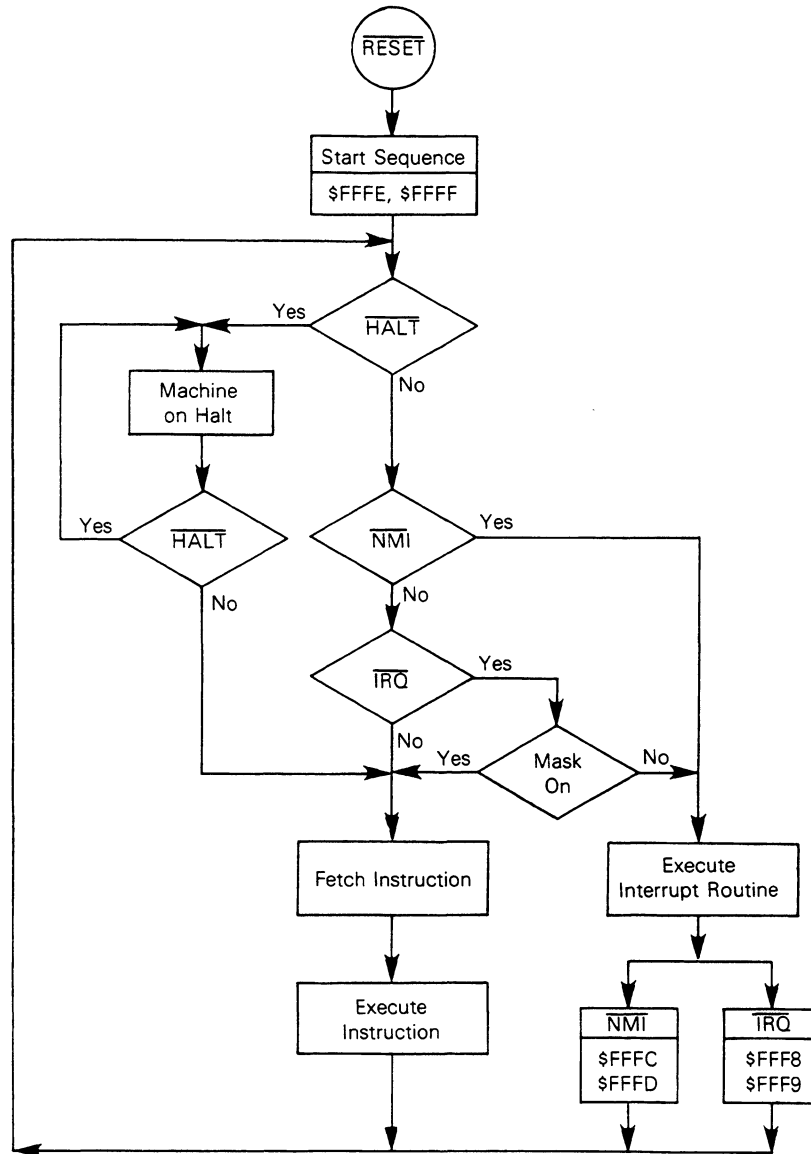 RESET
Start Sequence
$FFFE, $FFFF
Yes
HALT
No
Machine
on Halt
Yes
HALT
No
NMI
Yes
No
IRQ
Yes
No
Yes
Mask
On
No
Fetch Instruction
Execute
Interrupt Routine
Execute
Instruction
NMI
$FFFC
$FFFD
IRQ
$FFF8
$FFF9